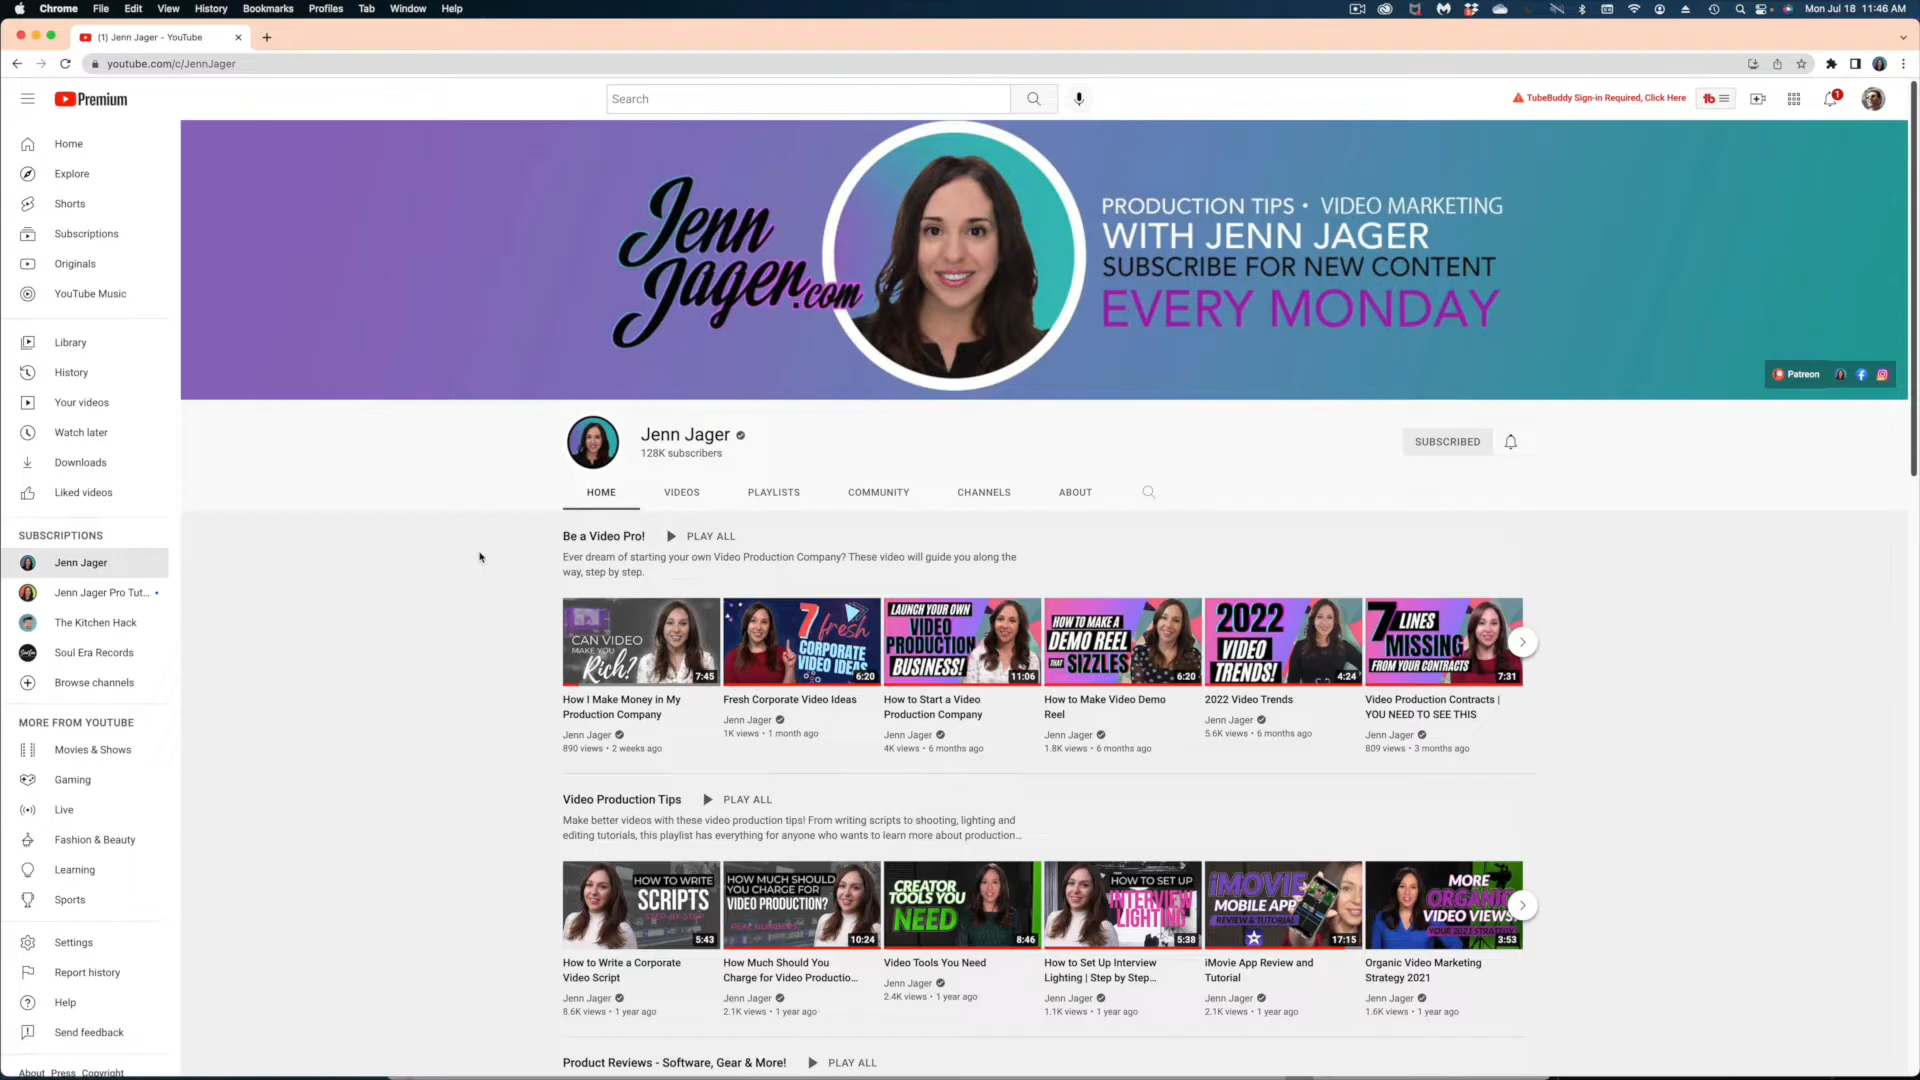 Chrome File Edit View History Bookmarks Profiles Tab Window Help
Mon Jul 18 11:46 AM
(1) Jenn Jager - YouTube
youtube.com/c/JennJager
Premium
Search
TubeBuddy Sign-in Required, Click Here
tb
1
Home
Explore
Shorts
Subscriptions
Originals
YouTube Music
Library
History
Your videos
Watch later
Downloads
Liked videos
SUBSCRIPTIONS
Jenn Jager
Jenn Jager Pro Tut...
The Kitchen Hack
Soul Era Records
Browse channels
MORE FROM YOUTUBE
Movies & Shows
Gaming
Live
Fashion & Beauty
Learning
Sports
Settings
Report history
Help
Send feedback
About Press Copyright
Jenn
Jager.com
PRODUCTION TIPS • VIDEO MARKETING
WITH JENN JAGER
SUBSCRIBE FOR NEW CONTENT
EVERY MONDAY
Patreon
Jenn Jager
128K subscribers
SUBSCRIBED
HOME VIDEOS PLAYLISTS COMMUNITY CHANNELS ABOUT
Be a Video Pro! PLAY ALL
Ever dream of starting your own Video Production Company? These video will guide you along the
way, step by step.
CAN VIDEO
MAKE YOU
Rich?
7:45
How I Make Money in My
Production Company
Jenn Jager
890 views • 2 weeks ago
7 fresh
CORPORATE
VIDEO IDEAS
6:20
Fresh Corporate Video Ideas
Jenn Jager
1K views • 1 month ago
LAUNCH YOUR OWN
VIDEO
PRODUCTION
BUSINESS!
11:06
How to Start a Video
Production Company
Jenn Jager
4K views • 6 months ago
HOW TO MAKE A
DEMO REEL
THAT SIZZLES
6:20
How to Make Video Demo
Reel
Jenn Jager
1.8K views • 6 months ago
2022
VIDEO
TRENDS!
4:24
2022 Video Trends
Jenn Jager
5.6K views • 6 months ago
7 LINES
MISSING
FROM YOUR CONTRACTS
7:31
Video Production Contracts |
YOU NEED TO SEE THIS
Jenn Jager
809 views • 3 months ago
Video Production Tips PLAY ALL
Make better videos with these video production tips! From writing scripts to shooting, lighting and
editing tutorials, this playlist has everything for anyone who wants to learn more about production...
HOW TO WRITE
SCRIPTS
STEP-BY-STEP
5:43
How to Write a Corporate
Video Script
Jenn Jager
8.6K views • 1 year ago
HOW MUCH SHOULD
YOU CHARGE FOR
VIDEO PRODUCTION?
REAL NUMBERS
10:24
How Much Should You
Charge for Video Productio...
Jenn Jager
2.1K views • 1 year ago
CREATOR
TOOLS YOU
NEED
8:46
Video Tools You Need
Jenn Jager
2.4K views • 1 year ago
HOW TO SET UP
INTERVIEW
LIGHTING
5:38
How to Set Up Interview
Lighting | Step by Step...
Jenn Jager
1.1K views • 1 year ago
iMOVIE
MOBILE APP
REVIEW & TUTORIAL
17:15
iMovie App Review and
Tutorial
Jenn Jager
2.1K views • 1 year ago
MORE
ORGANIC
VIDEO VIEWS!
YOUR 2021 STRATEGY
3:53
Organic Video Marketing
Strategy 2021
Jenn Jager
1.6K views • 1 year ago
Product Reviews - Software, Gear & More! PLAY ALL